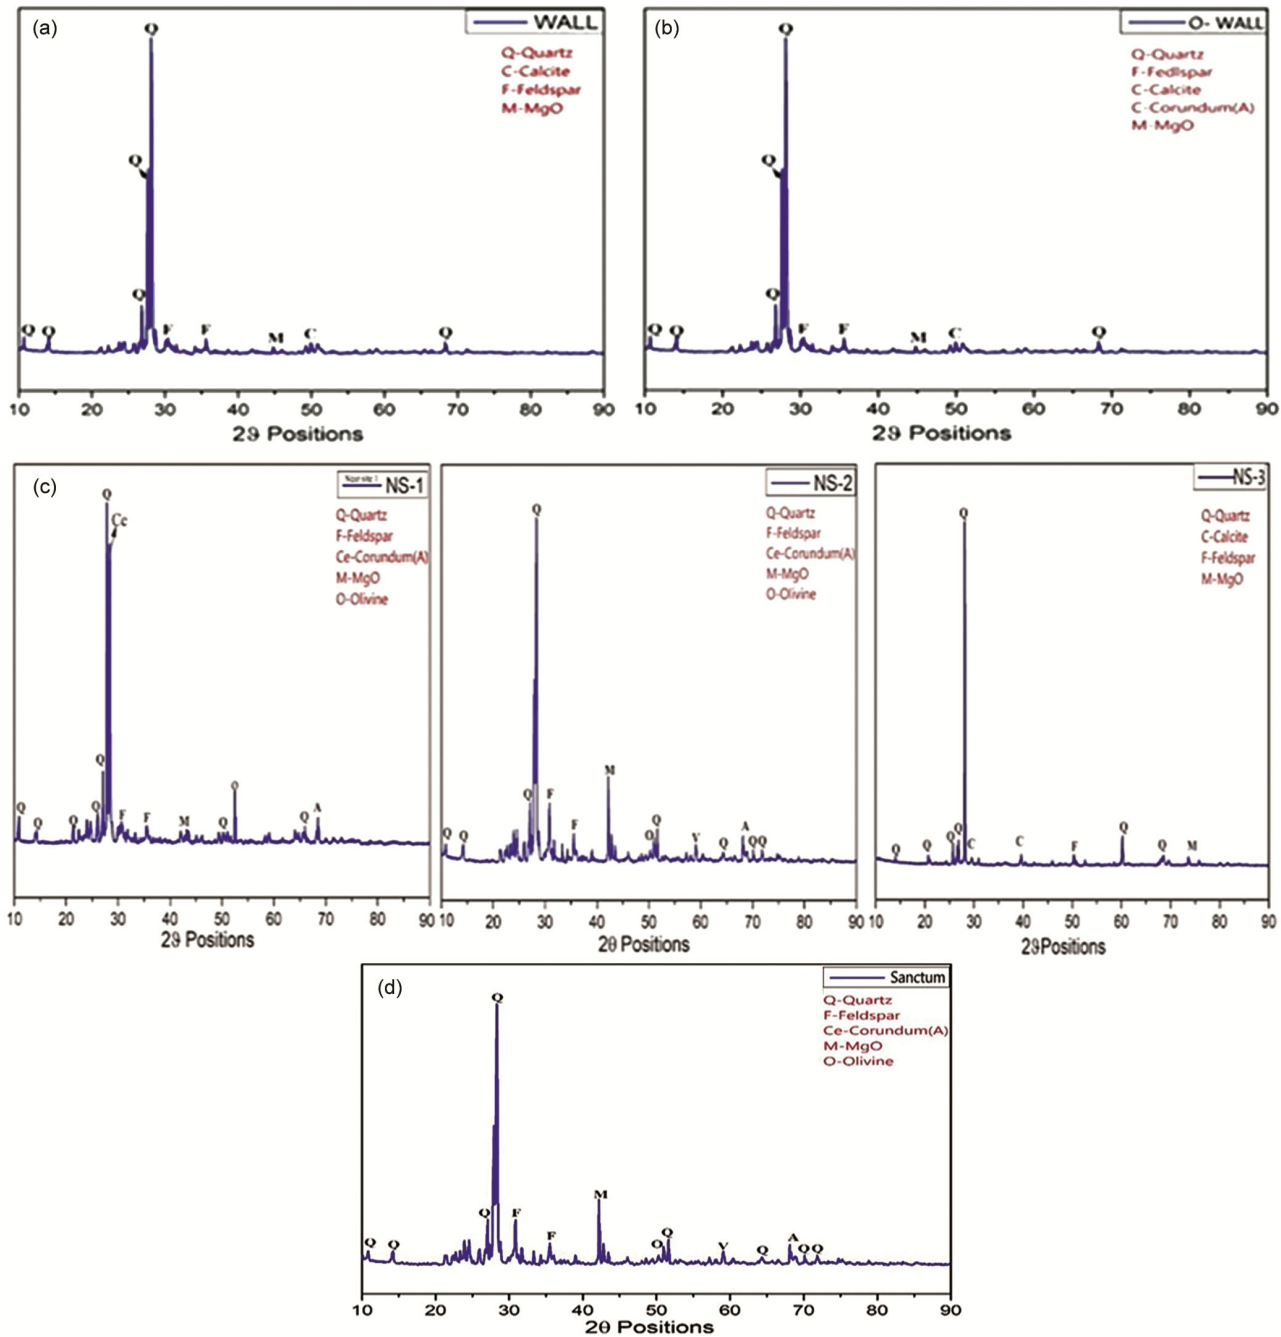 (a)
WALL
Q-Quartz
C-Calcite
F-Feldspar
M-MgO
Q
Q
Q
Q Q F F M C Q
10 20 30 40 50 60 70 80 90
2ϑ Positions
(b)
O- WALL
Q-Quartz
F-Fedlspar
C-Calcite
C-Corundum(A)
M-MgO
Q
Q
Q
Q Q F F M C Q
10 20 30 40 50 60 70 80 90
2ϑ Positions
(c)
NS-1
Q-Quartz
F-Feldspar
Ce-Corundum(A)
M-MgO
O-Olivine
Q
Ce
Q
Q Q Q Q F F M Q Q Q A
10 20 30 40 50 60 70 80 90
2ϑ Positions
NS-2
Q-Quartz
F-Feldspar
Ce-Corundum(A)
M-MgO
O-Olivine
Q
M
Q F
Q Q F O Q V Q A Q Q
10 20 30 40 50 60 70 80 90
2θ Positions
NS-3
Q-Quartz
C-Calcite
F-Feldspar
M-MgO
Q
Q Q Q Q C C F Q Q M
10 20 30 40 50 60 70 80 90
2ϑPositions
(d)
Sanctum
Q-Quartz
F-Feldspar
Ce-Corundum(A)
M-MgO
O-Olivine
Q
M
Q F
Q Q F O Q V Q A Q Q
10 20 30 40 50 60 70 80 90
2θ Positions